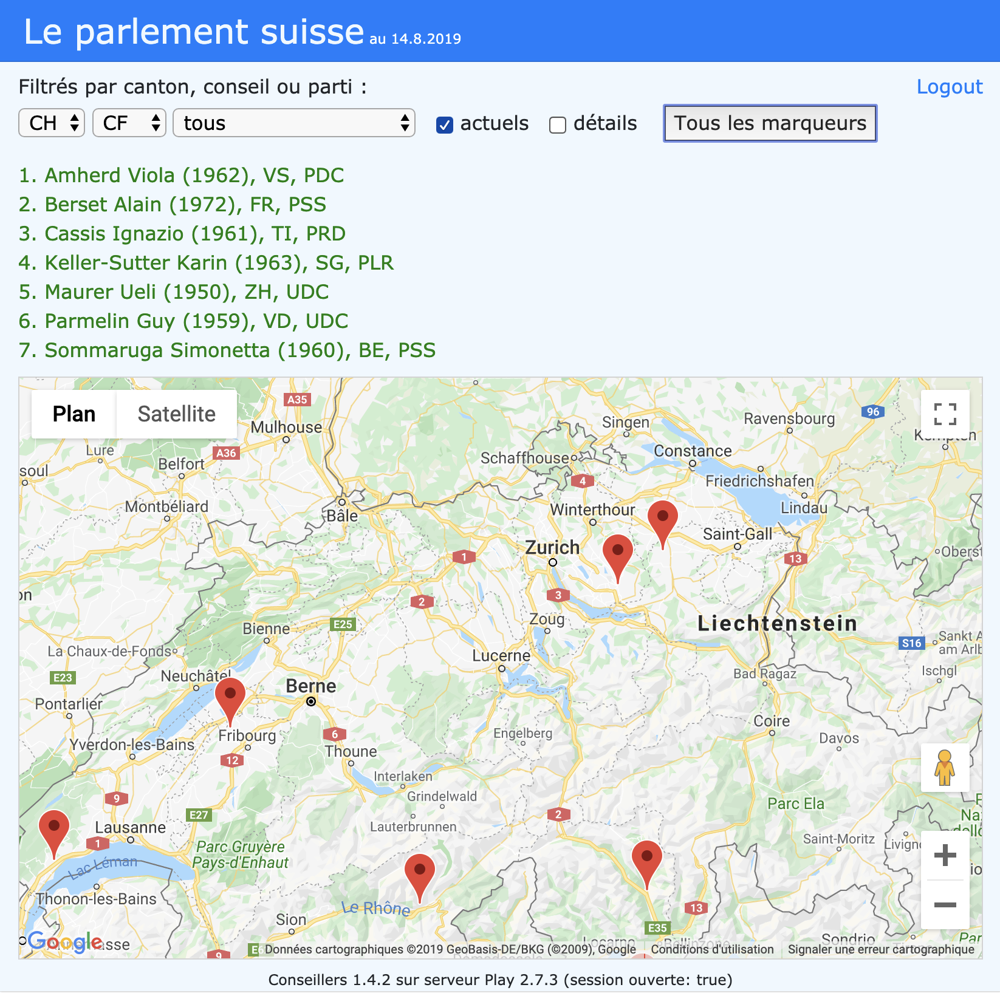 Le parlement suisse au 14.8.2019
Filtrés par canton, conseil ou parti :
Logout
CH CF tous actuels détails Tous les marqueurs
1. Amherd Viola (1962), VS, PDC
2. Berset Alain (1972), FR, PSS
3. Cassis Ignazio (1961), TI, PRD
4. Keller-Sutter Karin (1963), SG, PLR
5. Maurer Ueli (1950), ZH, UDC
6. Parmelin Guy (1959), VD, UDC
7. Sommaruga Simonetta (1960), BE, PSS
Plan Satellite
A35
96
Ravensbourg
Singen
Mulhouse
Lure
A36
Constance
Schaffhouse
Belfort
soul
4
Friedrichshafen
Montbéliard
Lindau
Winterthour
Bâle
Saint-Gall
Zurich
1
13
Oberst
on
3
2
Zoug
Liechtenstein
E25
Bienne
Sankt A
am Arlb
S16
La Chaux-de-Fonds
Lucerne
Ischgl
Bad Ragaz
E23
Neuchâtel
Berne
Pontarlier
Coire
6
Engelberg
Fribourg
Davos
Yverdon-les-Bains
Thoune
12
Interlaken
9
Grindelwald
Parc Ela
E27
2
Lausanne
Lauterbrunnen
Saint-Moritz
1
Parc Gruyère
Pays-d'Enhaut
Livigno
Lac Léman
Thonon-les-Bains
Le Rhône
13
Sion
E35
Sondrio
Par
Google
9
Locarno
Bellinzone
Données cartographiques ©2019 GeoBasis-DE/BKG (©2009), Google
Conditions d'utilisation
Signaler une erreur cartographique
Conseillers 1.4.2 sur serveur Play 2.7.3 (session ouverte: true)